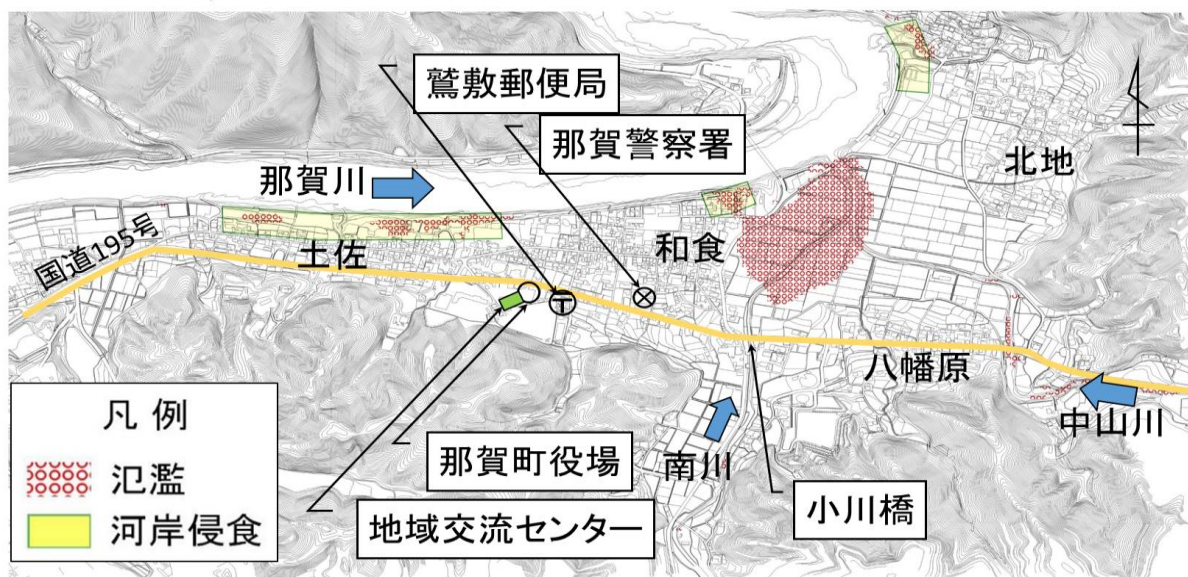 鷲敷郵便局
那賀警察署
那賀川
北地
和食
国道195号
土佐
八幡原
中山川
凡 例
氾濫
河岸侵食
那賀町役場
南川
地域交流センター
小川橋